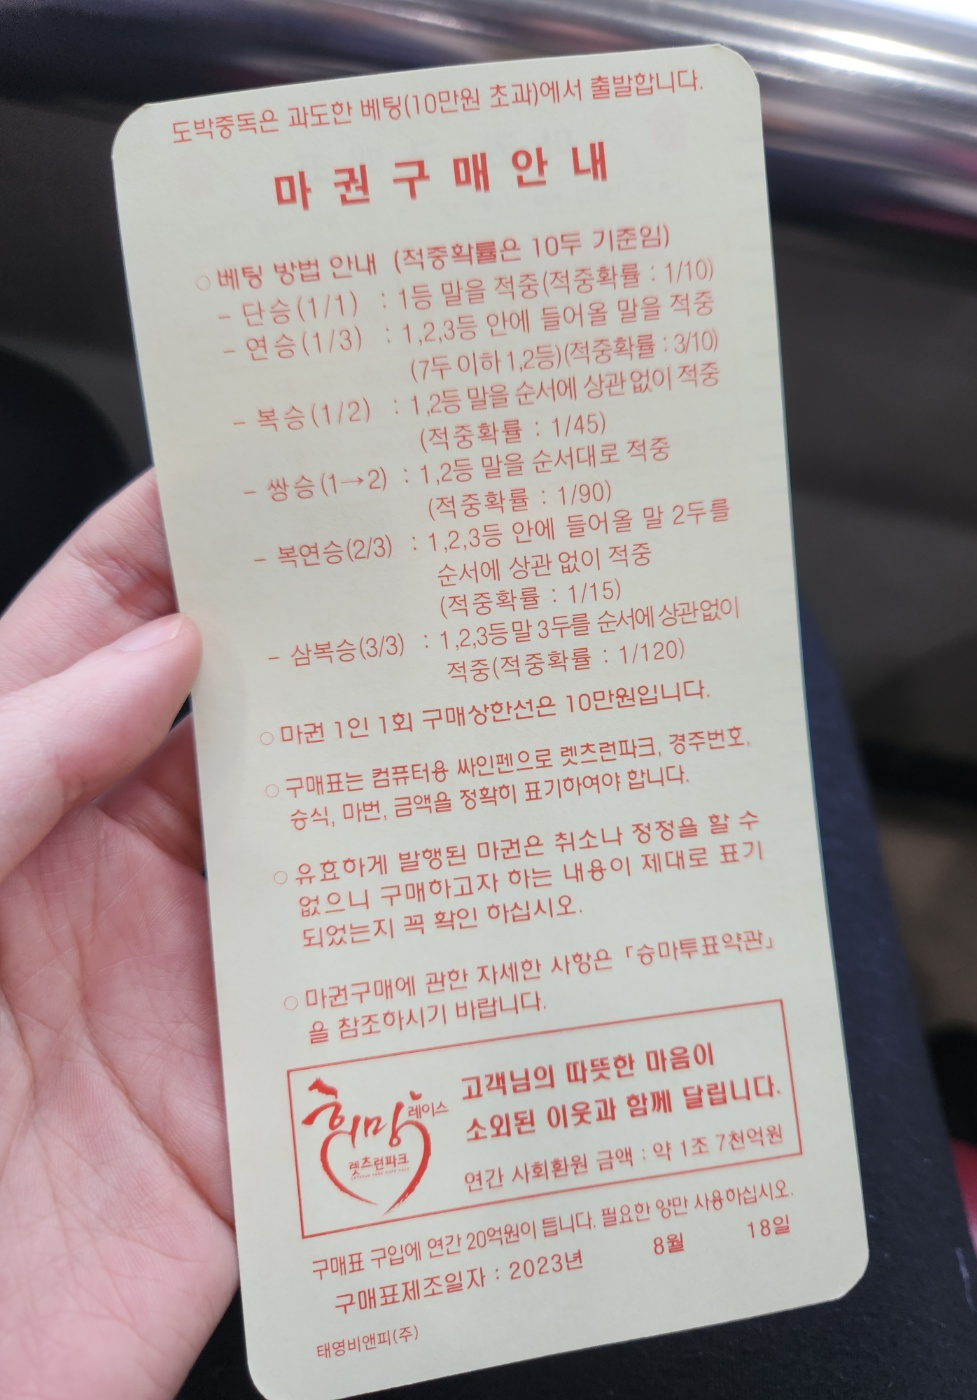 도박중독은 과도한 베팅(10만원 초과)에서 출발합니다.
마권구매안내
○ 베팅 방법 안내 (적중확률은 10두 기준임)
- 단승(1/1) : 1등 말을 적중(적중확률 : 1/10)
- 연승(1/3) : 1,2,3등 안에 들어올 말을 적중
(7두 이하 1,2등)(적중확률 : 3/10)
- 복승(1/2) : 1,2등 말을 순서에 상관없이 적중
(적중확률 : 1/45)
- 쌍승(1→2) : 1,2등 말을 순서대로 적중
(적중확률 : 1/90)
- 복연승(2/3) : 1,2,3등 안에 들어올 말 2두를
순서에 상관 없이 적중
(적중확률 : 1/15)
- 삼복승(3/3) : 1,2,3등말 3두를 순서에 상관없이
적중(적중확률 : 1/120)
○ 마권 1인 1회 구매상한선은 10만원입니다.
○ 구매표는 컴퓨터용 싸인펜으로 렛츠런파크, 경주번호,
승식, 마번, 금액을 정확히 표기하여야 합니다.
○ 유효하게 발행된 마권은 취소나 정정을 할 수
없으니 구매하고자 하는 내용이 제대로 표기
되었는지 꼭 확인 하십시오.
○ 마권구매에 관한 자세한 사항은 「승마투표약관」
을 참조하시기 바랍니다.
희망 레이스
렛츠런파크
고객님의 따뜻한 마음이
소외된 이웃과 함께 달립니다.
연간 사회환원 금액 : 약 1조 7천억원
구매표 구입에 연간 20억원이 듭니다. 필요한 양만 사용하십시오.
구매표제조일자 : 2023년 8월 18일
태영비앤피(주)